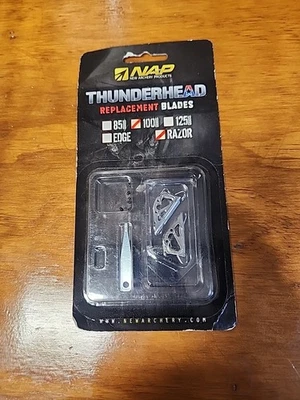 NAP
NEW ARCHERY PRODUCTS
THUNDERHEAD
REPLACEMENT BLADES
85 100 125
EDGE RAZOR
WWW.NEWARCHERY.COM